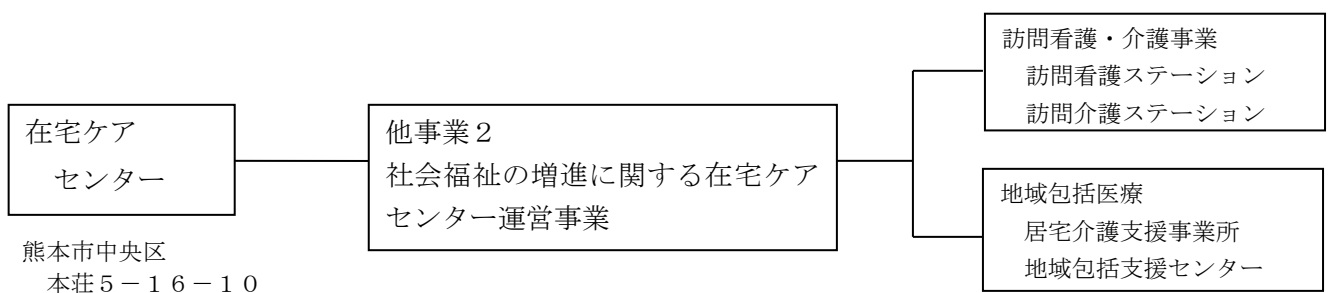 在宅ケア
センター
熊本市中央区
本荘5-16-10
他事業2
社会福祉の増進に関する在宅ケア
センター運営事業
訪問看護・介護事業
訪問看護ステーション
訪問介護ステーション
地域包括医療
居宅介護支援事業所
地域包括支援センター